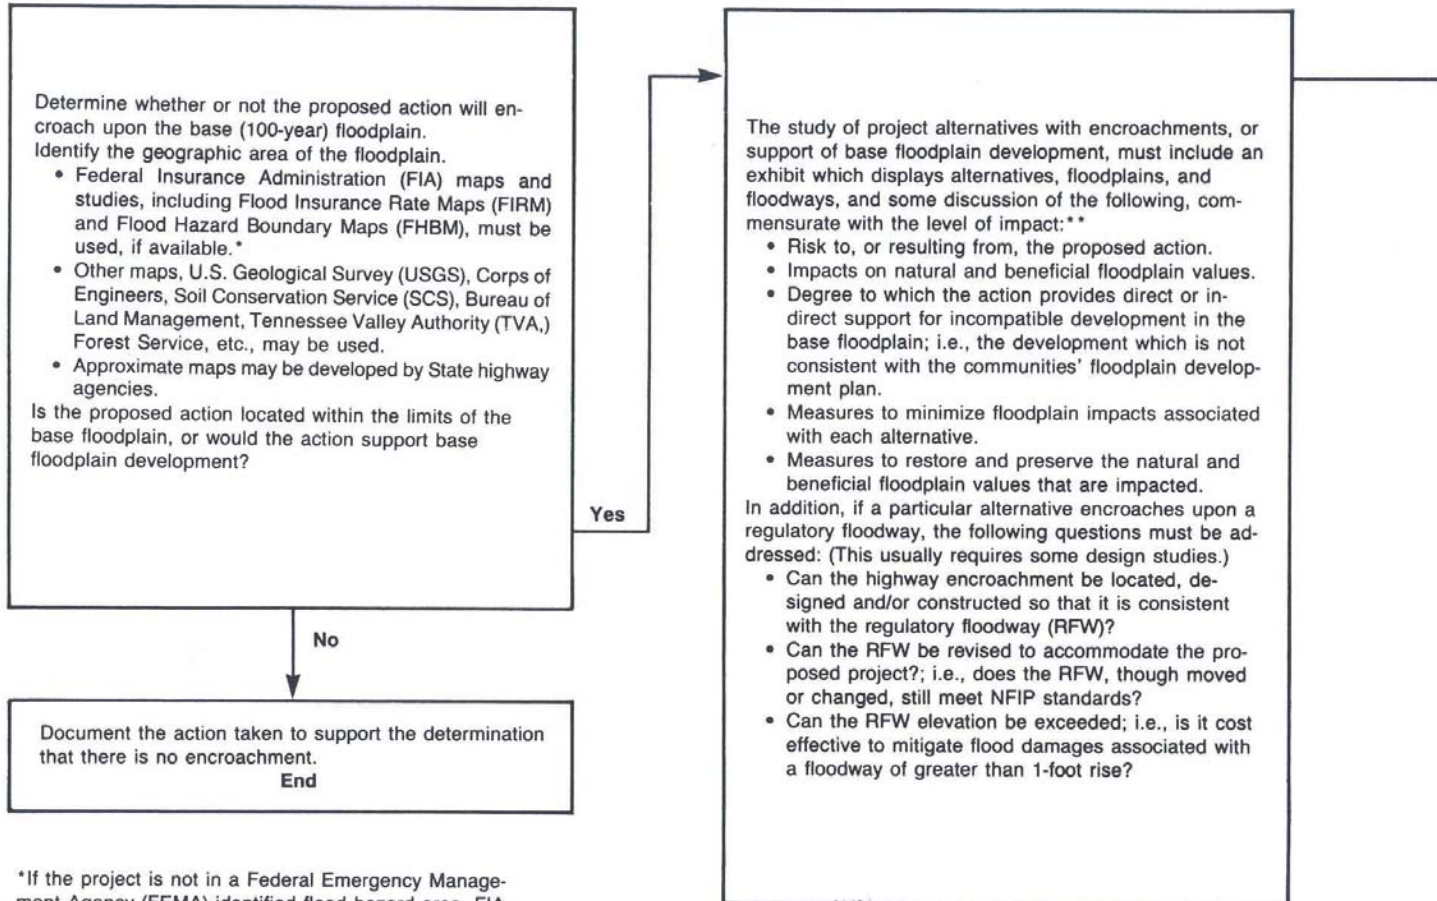 Determine whether or not the proposed action will en-
croach upon the base (100-year) floodplain.
Identify the geographic area of the floodplain.
• Federal Insurance Administration (FIA) maps and
studies, including Flood Insurance Rate Maps (FIRM)
and Flood Hazard Boundary Maps (FHBM), must be
used, if available.*
• Other maps, U.S. Geological Survey (USGS), Corps of
Engineers, Soil Conservation Service (SCS), Bureau of
Land Management, Tennessee Valley Authority (TVA,)
Forest Service, etc., may be used.
• Approximate maps may be developed by State highway
agencies.
Is the proposed action located within the limits of the
base floodplain, or would the action support base
floodplain development?
Yes
No
Document the action taken to support the determination
that there is no encroachment.
End
*If the project is not in a Federal Emergency Manage-
ment Agency (FEMA) identified flood hazard area, FIA
The study of project alternatives with encroachments, or
support of base floodplain development, must include an
exhibit which displays alternatives, floodplains, and
floodways, and some discussion of the following, com-
mensurate with the level of impact:**
• Risk to, or resulting from, the proposed action.
• Impacts on natural and beneficial floodplain values.
• Degree to which the action provides direct or in-
direct support for incompatible development in the
base floodplain; i.e., the development which is not
consistent with the communities' floodplain develop-
ment plan.
• Measures to minimize floodplain impacts associated
with each alternative.
• Measures to restore and preserve the natural and
beneficial floodplain values that are impacted.
In addition, if a particular alternative encroaches upon a
regulatory floodway, the following questions must be ad-
dressed: (This usually requires some design studies.)
• Can the highway encroachment be located, de-
signed and/or constructed so that it is consistent
with the regulatory floodway (RFW)?
• Can the RFW be revised to accommodate the pro-
posed project?; i.e., does the RFW, though moved
or changed, still meet NFIP standards?
• Can the RFW elevation be exceeded; i.e., is it cost
effective to mitigate flood damages associated with
a floodway of greater than 1-foot rise?